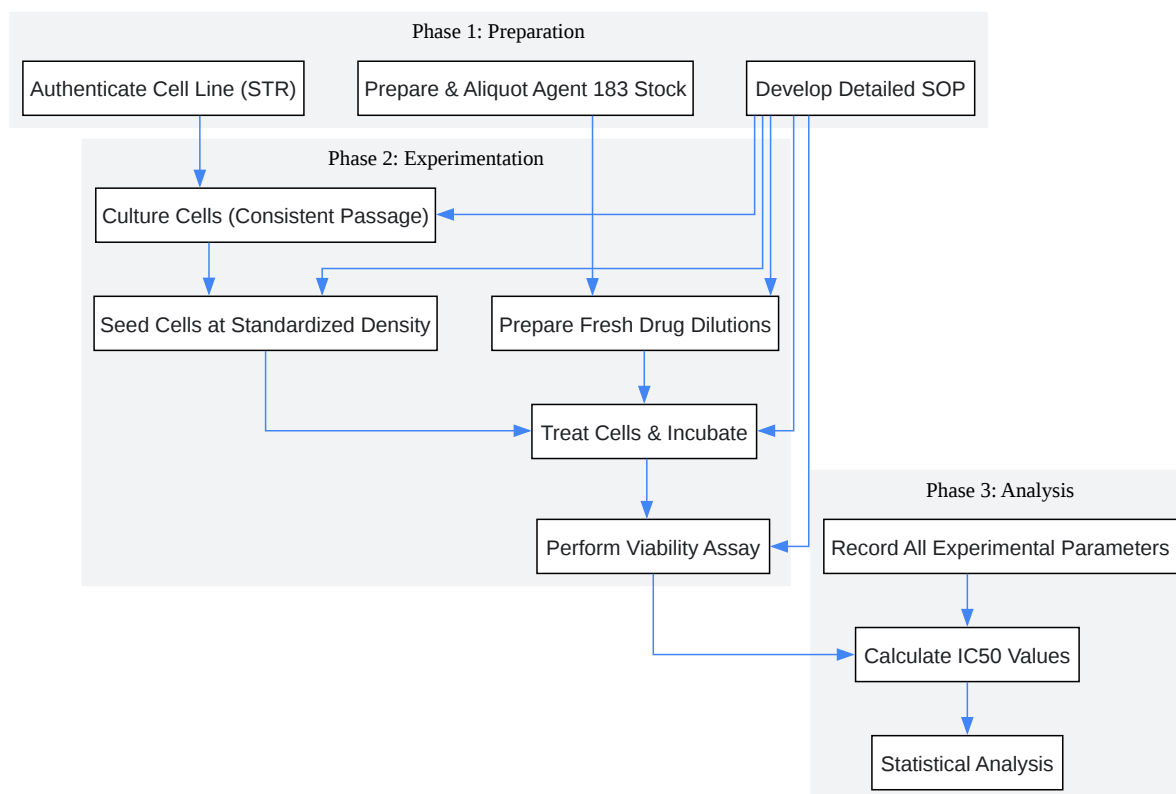 Phase 1: Preparation
Authenticate Cell Line (STR)
Prepare & Aliquot Agent 183 Stock
Develop Detailed SOP
Phase 2: Experimentation
Culture Cells (Consistent Passage)
Seed Cells at Standardized Density
Prepare Fresh Drug Dilutions
Treat Cells & Incubate
Perform Viability Assay
Phase 3: Analysis
Record All Experimental Parameters
Calculate IC50 Values
Statistical Analysis